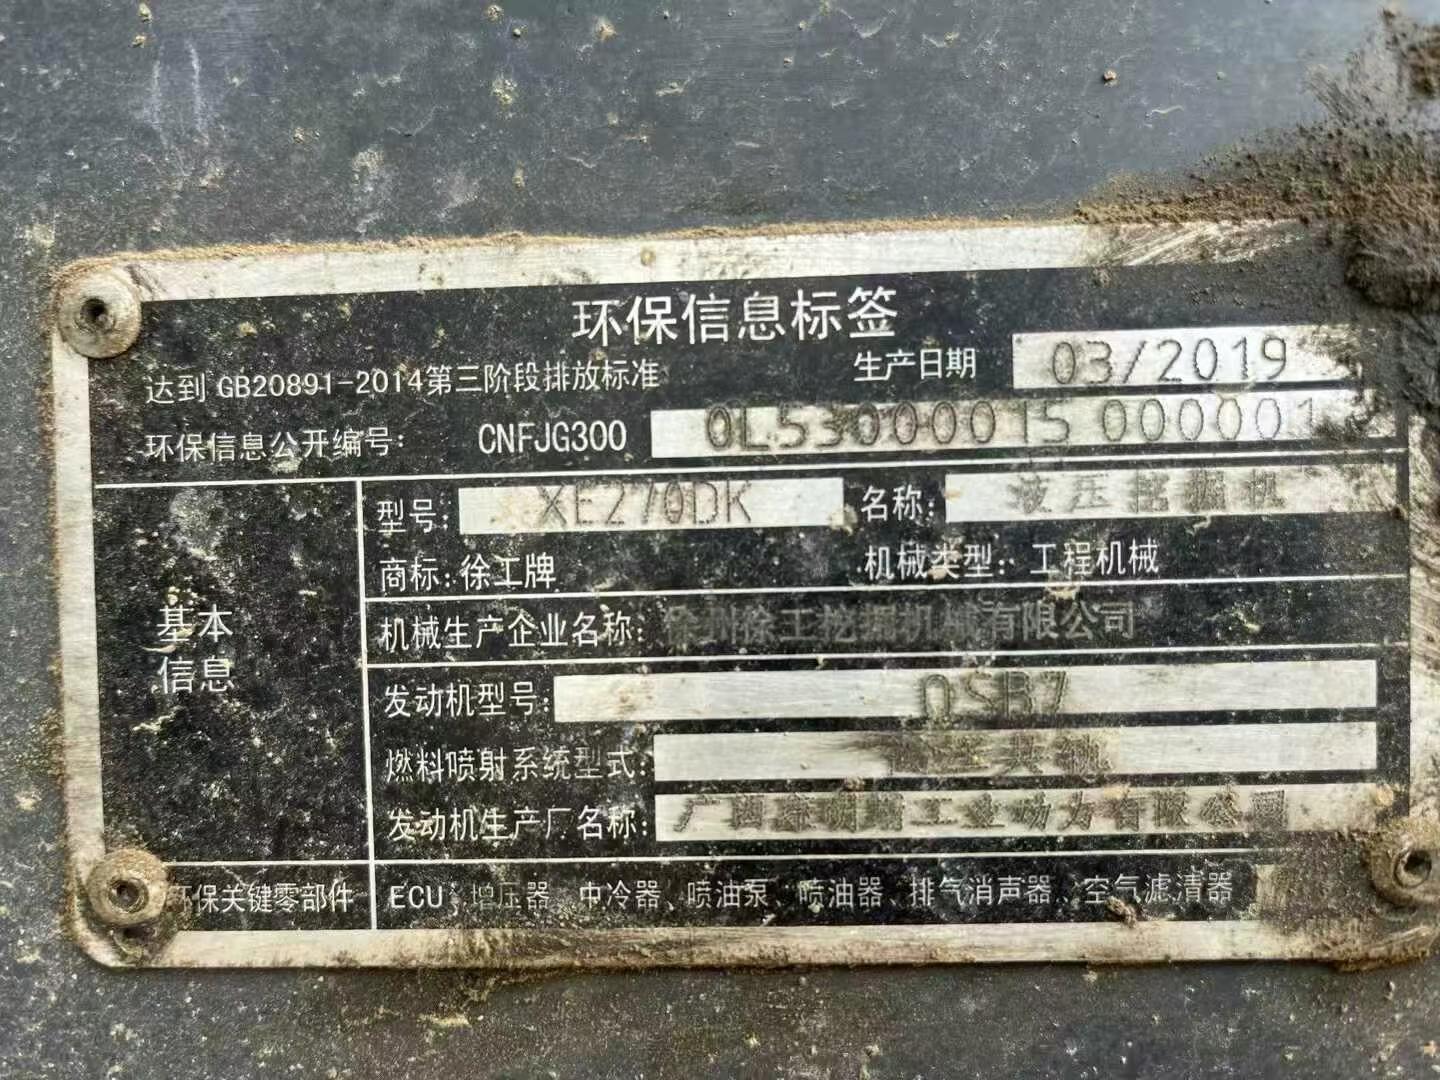 环保信息标签
达到 GB20891-2014第三阶段排放标准 生产日期 03/2019
环保信息公开编号: CNFJG300 0L53000015 000001
基本信息
型号: XE270DK 名称: 液压挖掘机
商标: 徐工牌 机械类型: 工程机械
机械生产企业名称: 徐州徐工挖掘机械有限公司
发动机型号: QSB7
燃料喷射系统型式: 高压共轨
发动机生产厂名称: 广西康明斯工业动力有限公司
环保关键零部件 ECU、增压器、中冷器、喷油泵、喷油器、排气消声器、空气滤清器